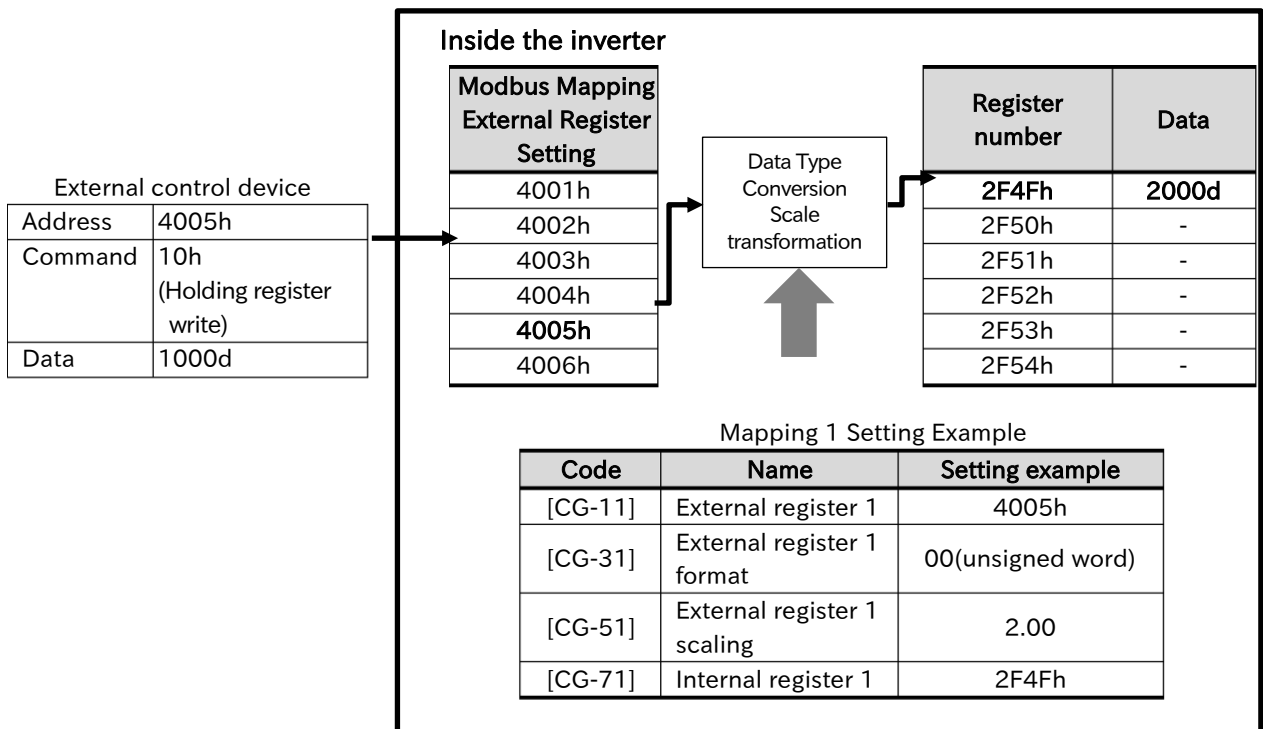 Inside the inverter
External control device
Address 4005h
Command 10h
(Holding register
write)
Data 1000d
Modbus Mapping
External Register
Setting
4001h
4002h
4003h
4004h
4005h
4006h
Data Type
Conversion
Scale
transformation
Register
number
Data
2F4Fh 2000d
2F50h -
2F51h -
2F52h -
2F53h -
2F54h -
Mapping 1 Setting Example
Code Name Setting example
[CG-11] External register 1 4005h
[CG-31] External register 1
format
00(unsigned word)
[CG-51] External register 1
scaling
2.00
[CG-71] Internal register 1 2F4Fh